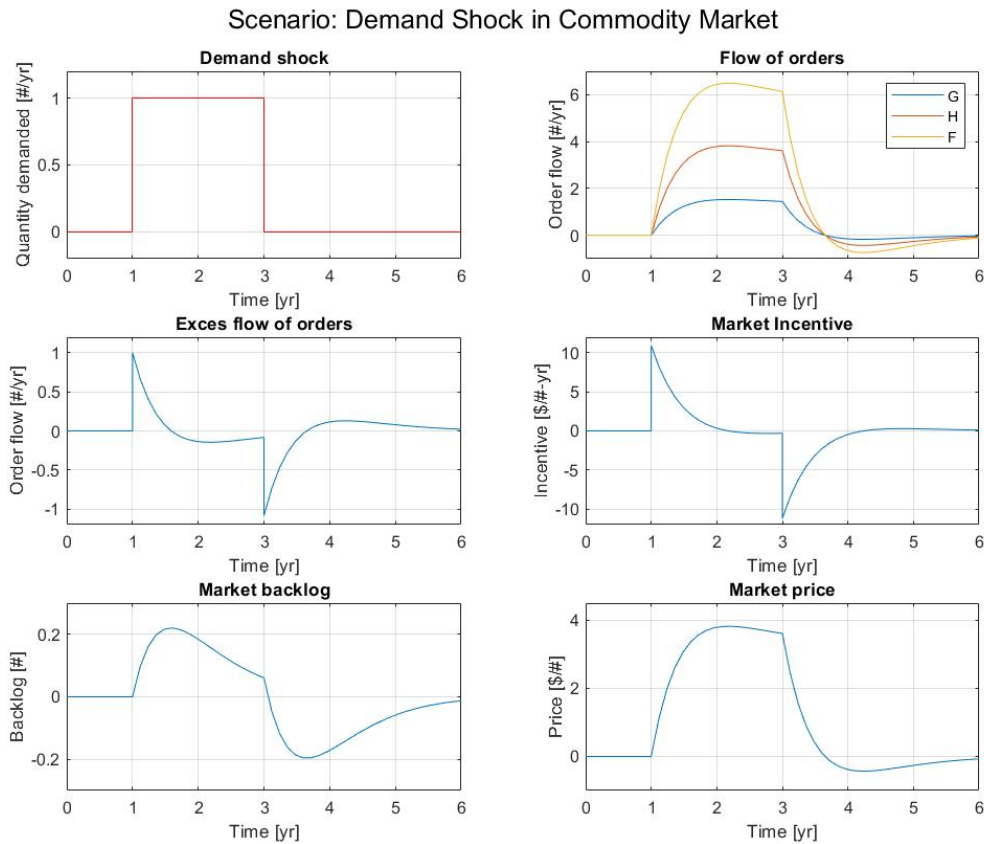 Scenario: Demand Shock in Commodity Market
Demand shock
Quantity demanded [#/yr]
1
0.5
0
0 1 2 3 4 5 6
Time [yr]
Flow of orders
Order flow [#/yr]
6
4
2
0
G
H
F
0 1 2 3 4 5 6
Time [yr]
Exces flow of orders
Order flow [#/yr]
1
0.5
0
-0.5
-1
0 1 2 3 4 5 6
Time [yr]
Market Incentive
Incentive [$/#-yr]
10
5
0
-5
-10
0 1 2 3 4 5 6
Time [yr]
Market backlog
Backlog [#]
0.2
0
-0.2
0 1 2 3 4 5 6
Time [yr]
Market price
Price [$/#]
4
2
0
0 1 2 3 4 5 6
Time [yr]